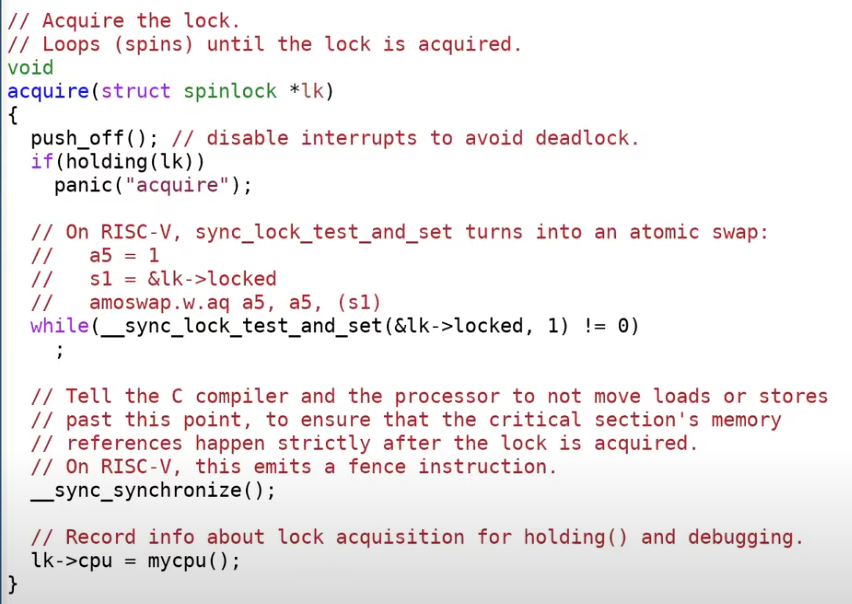 // Acquire the lock.
// Loops (spins) until the lock is acquired.
void
acquire(struct spinlock *lk)
{
  push_off(); // disable interrupts to avoid deadlock.
  if(holding(lk))
    panic("acquire");

  // On RISC-V, sync_lock_test_and_set turns into an atomic swap:
  //   a5 = 1
  //   s1 = &lk->locked
  //   amoswap.w.aq a5, a5, (s1)
  while(__sync_lock_test_and_set(&lk->locked, 1) != 0)
    ;

  // Tell the C compiler and the processor to not move loads or stores
  // past this point, to ensure that the critical section's memory
  // references happen strictly after the lock is acquired.
  // On RISC-V, this emits a fence instruction.
  __sync_synchronize();

  // Record info about lock acquisition for holding() and debugging.
  lk->cpu = mycpu();
}